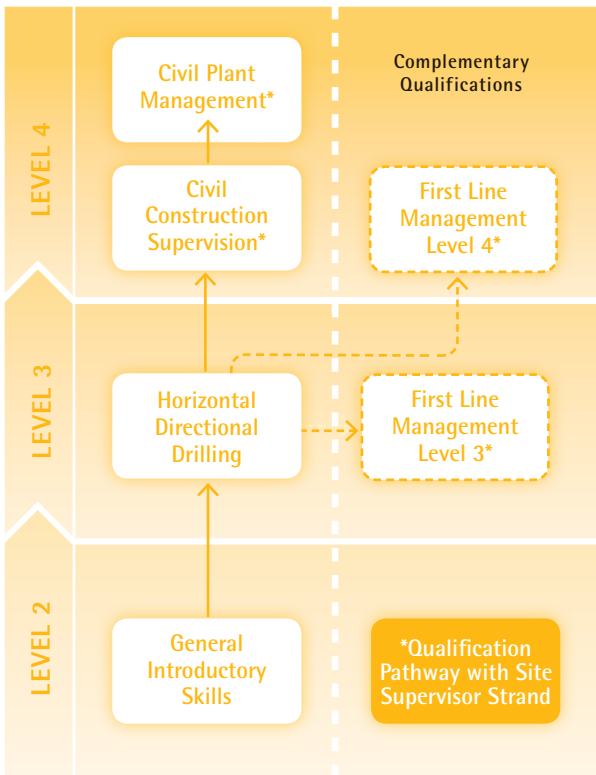 LEVEL 4
Civil Plant
Management*
Complementary
Qualifications
Civil
Construction
Supervision*
First Line
Management
Level 4*
LEVEL 3
Horizontal
Directional
Drilling
First Line
Management
Level 3*
LEVEL 2
General
Introductory
Skills
*Qualification
Pathway with Site
Supervisor Strand